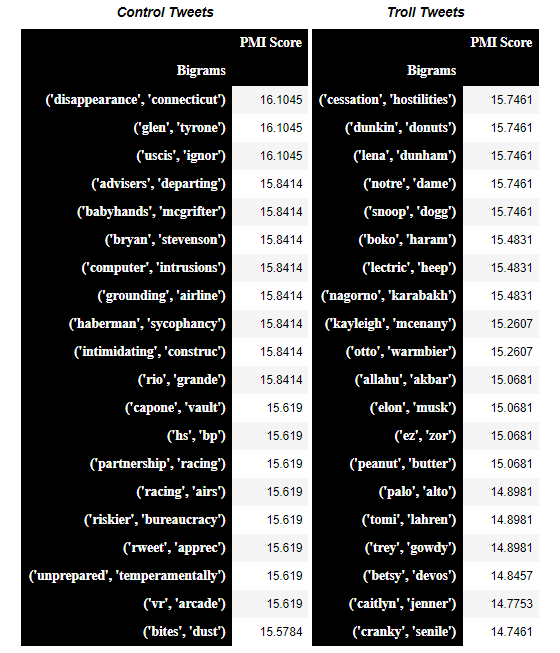 Control Tweets Troll Tweets
PMI Score PMI Score
Bigrams Bigrams
('disappearance', 'connecticut') 16.1045 ('cessation', 'hostilities') 15.7461
('glen', 'tyrone') 16.1045 ('dunkin', 'donuts') 15.7461
('uscis', 'ignor') 16.1045 ('lena', 'dunham') 15.7461
('advisers', 'departing') 15.8414 ('notre', 'dame') 15.7461
('babyhands', 'mcgrifter') 15.8414 ('snoop', 'dogg') 15.7461
('bryan', 'stevenson') 15.8414 ('boko', 'haram') 15.4831
('computer', 'intrusions') 15.8414 ('lectric', 'heep') 15.4831
('grounding', 'airline') 15.8414 ('nagorno', 'karabakh') 15.4831
('haberman', 'sycophancy') 15.8414 ('kayleigh', 'mcenany') 15.2607
('intimidating', 'construc') 15.8414 ('otto', 'warmbier') 15.2607
('rio', 'grande') 15.8414 ('allahu', 'akbar') 15.0681
('capone', 'vault') 15.619 ('elon', 'musk') 15.0681
('hs', 'bp') 15.619 ('ez', 'zor') 15.0681
('partnership', 'racing') 15.619 ('peanut', 'butter') 15.0681
('racing', 'airs') 15.619 ('palo', 'alto') 14.8981
('riskier', 'bureaucracy') 15.619 ('tomi', 'lahren') 14.8981
('rweet', 'apprec') 15.619 ('trey', 'gowdy') 14.8981
('unprepared', 'temperamentally') 15.619 ('betsy', 'devos') 14.8457
('vr', 'arcade') 15.619 ('caitlyn', 'jenner') 14.7753
('bites', 'dust') 15.5784 ('cranky', 'senile') 14.7461